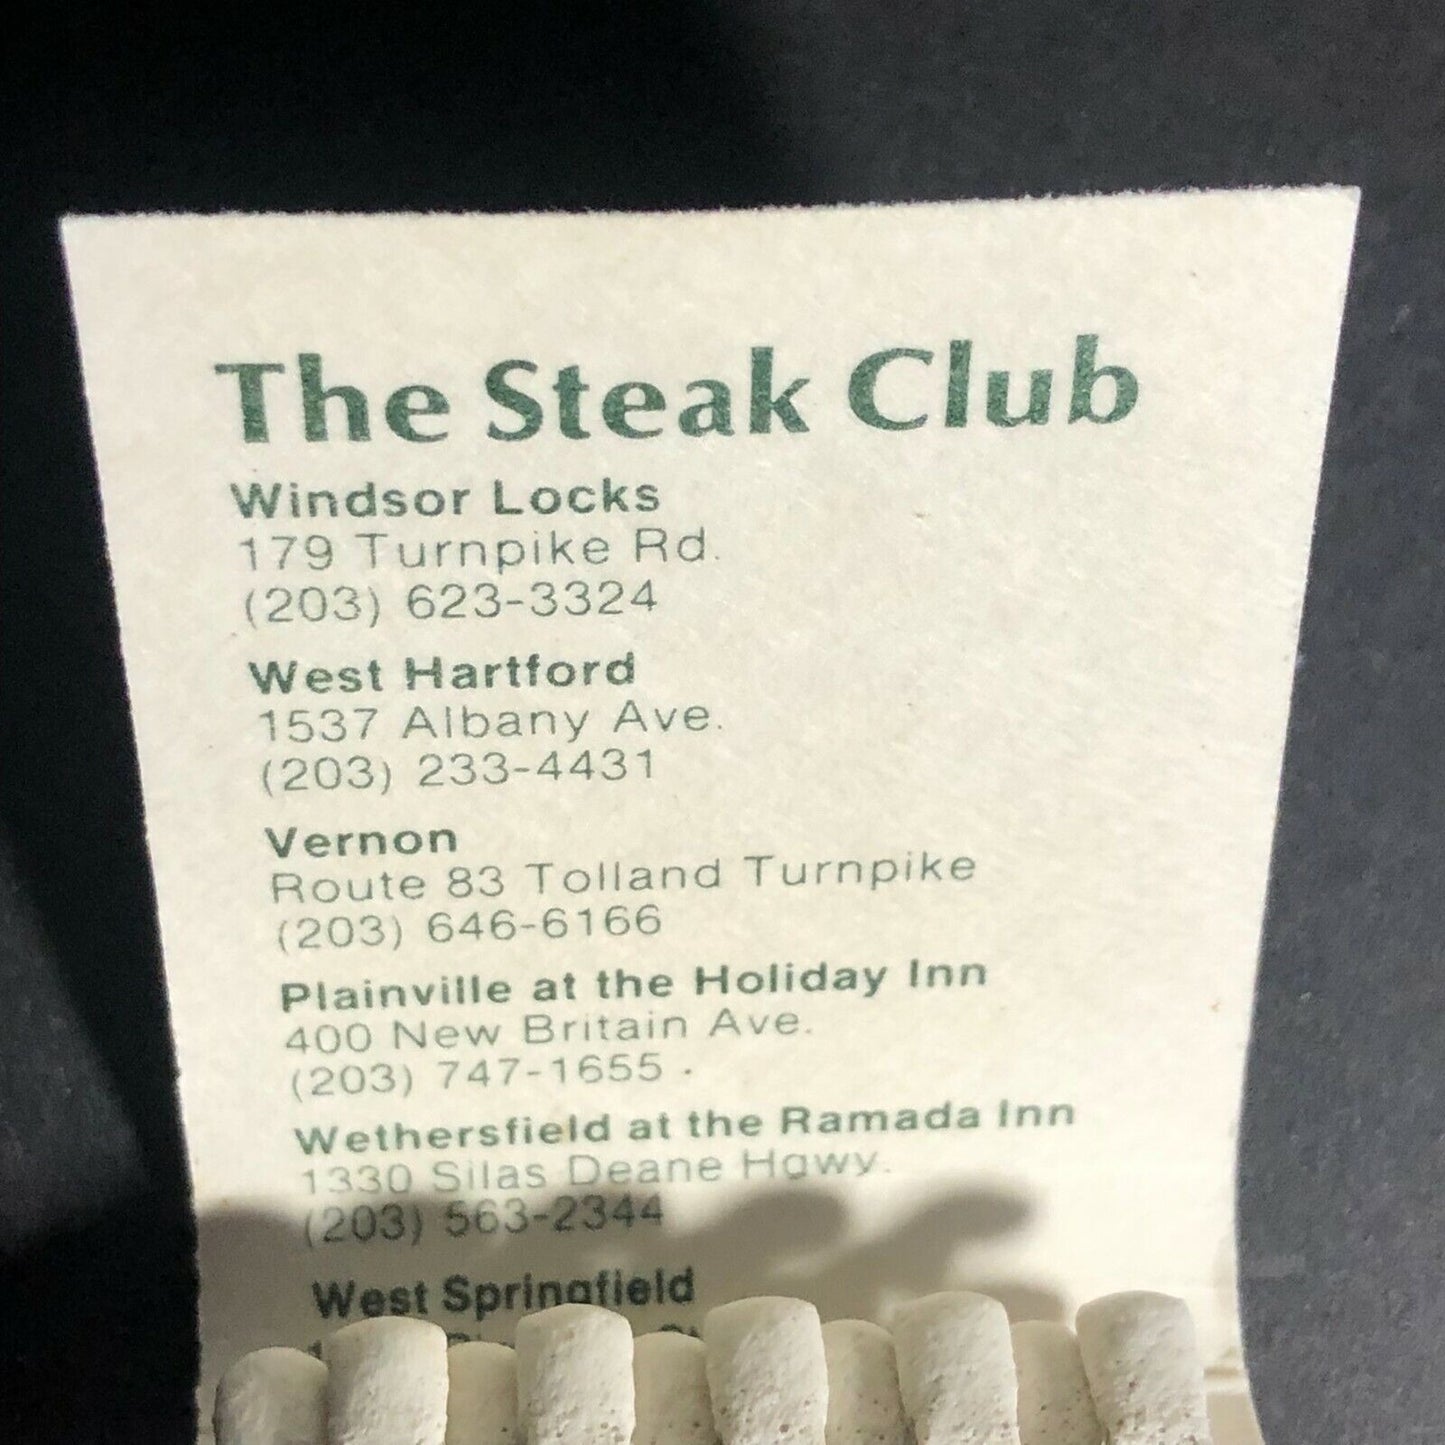 The Steak Club
Windsor Locks
179 Turnpike Rd.
(203) 623-3324
West Hartford
1537 Albany Ave.
(203) 233-4431
Vernon
Route 83 Tolland Turnpike
(203) 646-6166
Plainville at the Holiday Inn
400 New Britain Ave.
(203) 747-1655
Wethersfield at the Ramada Inn
1330 Silas Deane Hgwy.
(203) 563-2344
West Springfield